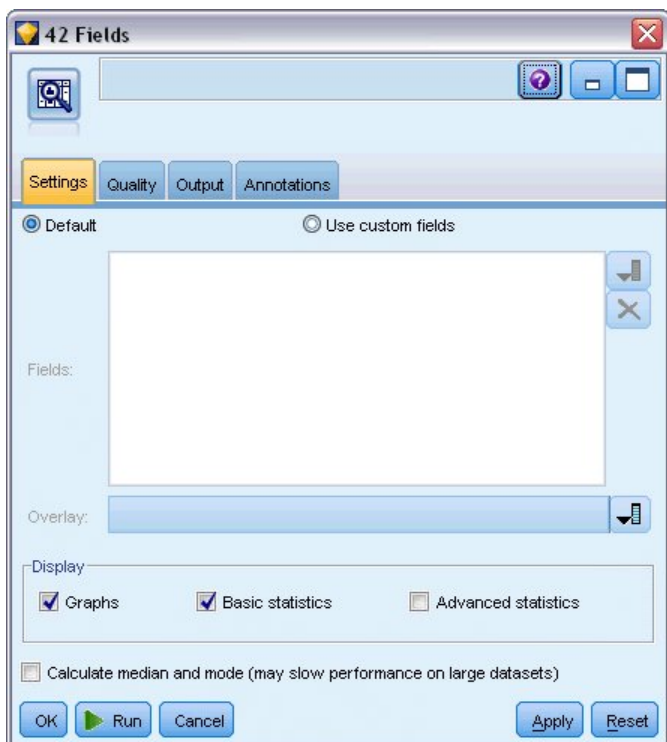 42 Fields
?
Settings Quality Output Annotations
Default Use custom fields
Fields:
Overlay:
Display
Graphs Basic statistics Advanced statistics
Calculate median and mode (may slow performance on large datasets)
OK Run Cancel Apply Reset